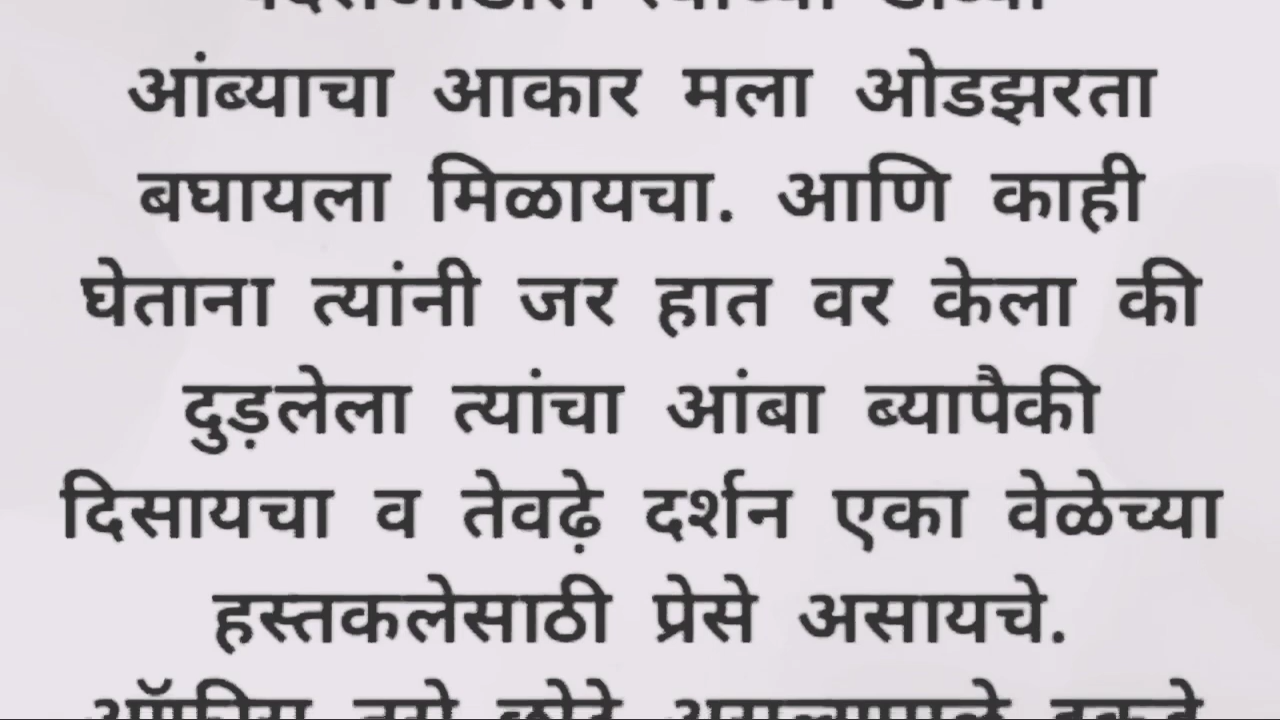 आंब्याचा आकार मला ओडझरता
बघायला मिळायचा. आणि काही
घेताना त्यांनी जर हात वर केला की
दुड़लेला त्यांचा आंबा ब्यापैकी
दिसायचा व तेवढ़े दर्शन एका वेळेच्या
हस्तकलेसाठी प्रेसे असायचे.